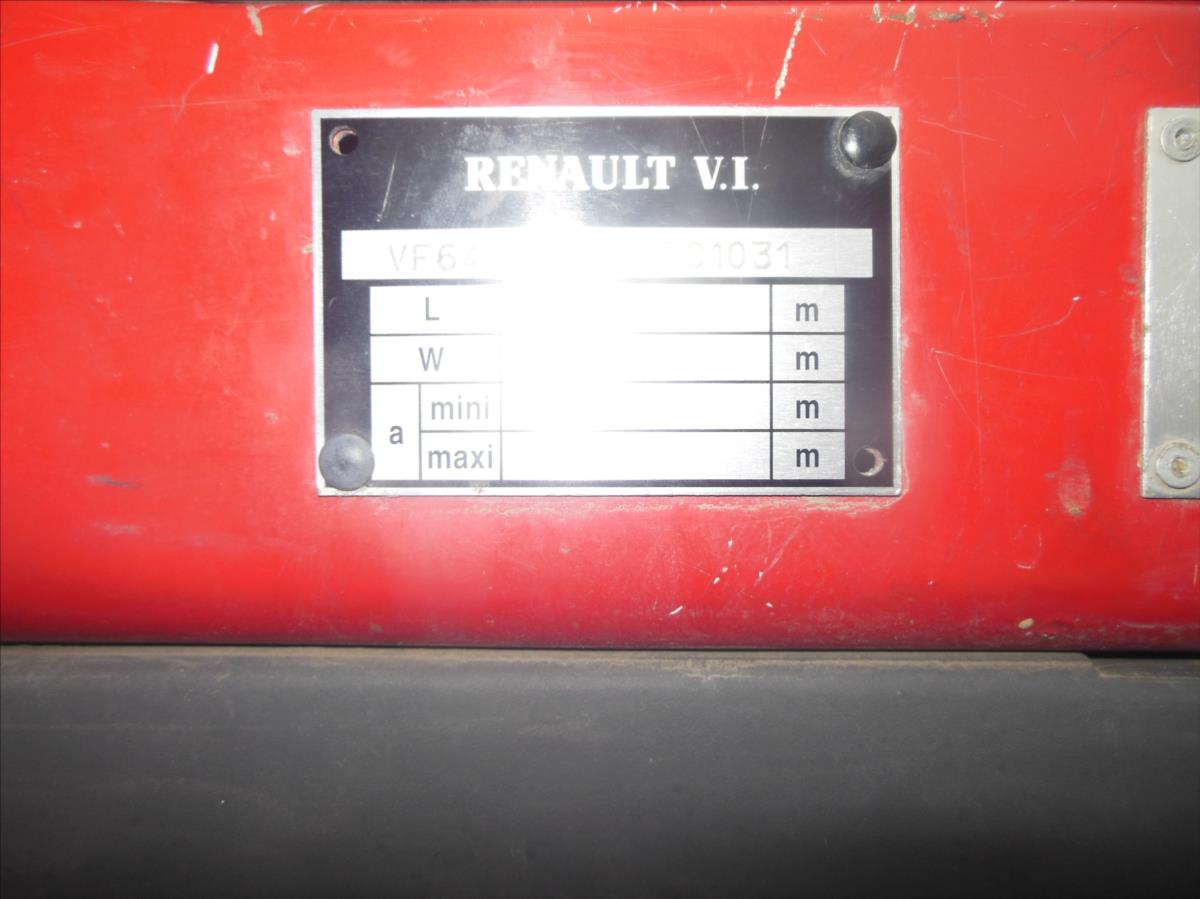 RENAULT V.I.
L m
W m
a mini m
maxi m